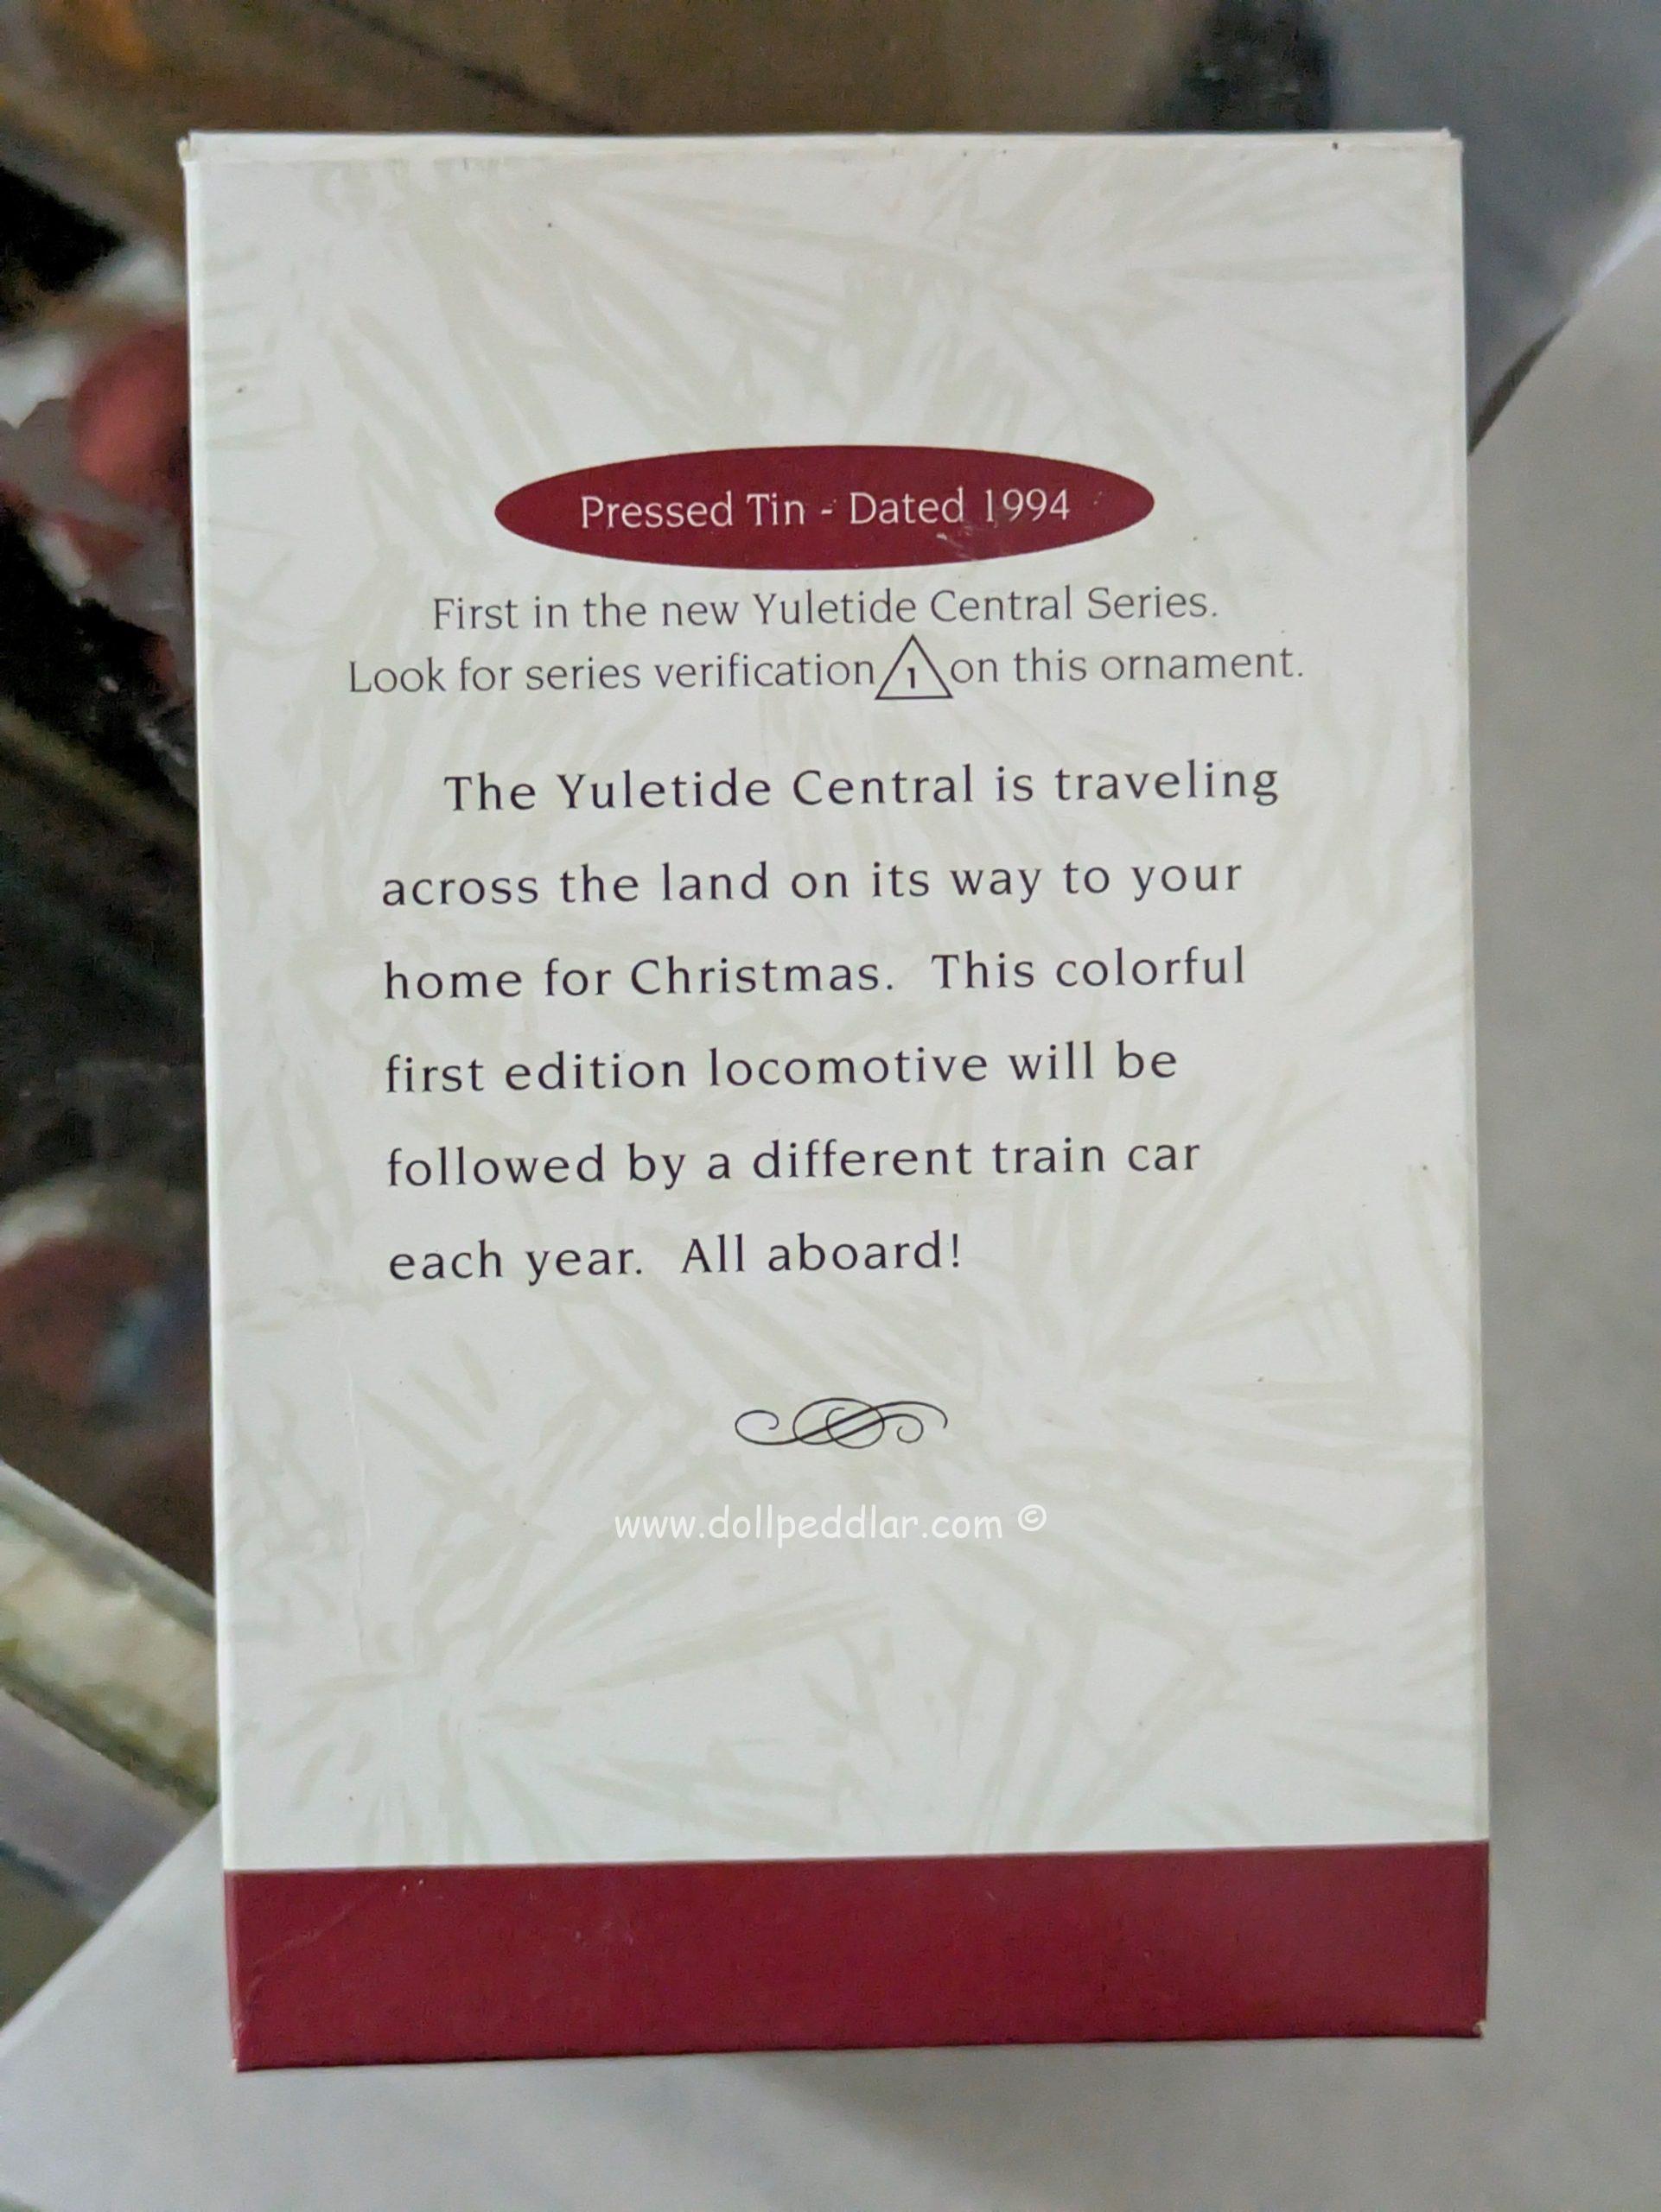 Pressed Tin - Dated 1994
First in the new Yuletide Central Series.
Look for series verification 1 on this ornament.
The Yuletide Central is traveling
across the land on its way to your
home for Christmas. This colorful
first edition locomotive will be
followed by a different train car
each year. All aboard!
www.dollpeddlar.com ©